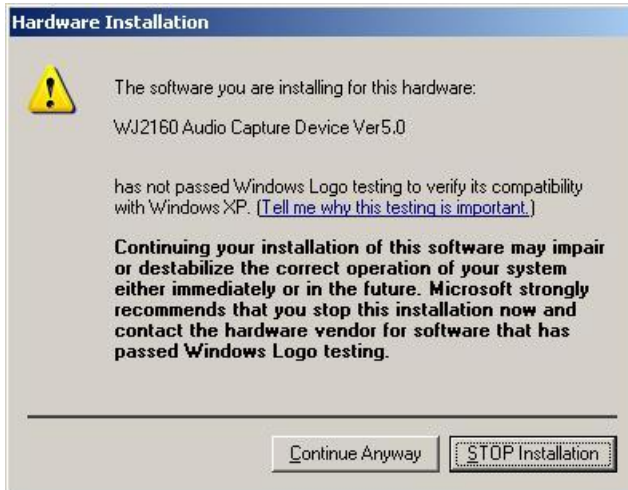 Hardware Installation
The software you are installing for this hardware:
WJ2160 Audio Capture Device Ver5.0
has not passed Windows Logo testing to verify its compatibility
with Windows XP. (Tell me why this testing is important.)
Continuing your installation of this software may impair
or destabilize the correct operation of your system
either immediately or in the future. Microsoft strongly
recommends that you stop this installation now and
contact the hardware vendor for software that has
passed Windows Logo testing.
Continue Anyway
STOP Installation